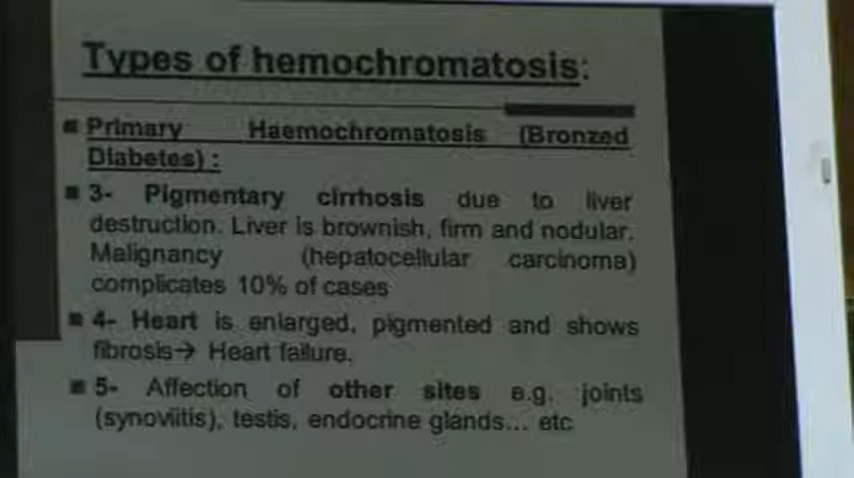 Types of hemochromatosis:
Primary Haemochromatosis (Bronzed
Diabetes) :
3- Pigmentary cirrhosis due to liver
destruction. Liver is brownish, firm and nodular.
Malignancy (hepatocellular carcinoma)
complicates 10% of cases
4- Heart is enlarged, pigmented and shows
fibrosis→ Heart failure.
5- Affection of other sites e.g. joints
(synoviitis), testis, endocrine glands... etc